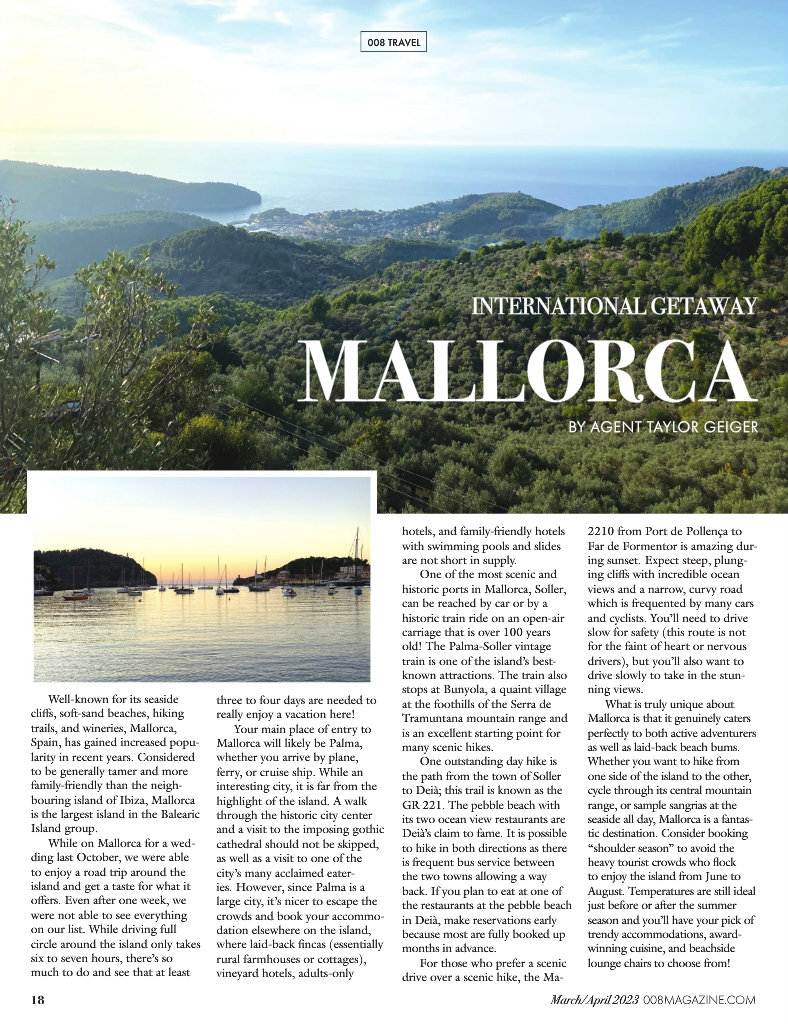 008 TRAVEL
INTERNATIONAL GETAWAY
MALLORCA
BY AGENT TAYLOR GEIGER
Well-known for its seaside
cliffs, soft-sand beaches, hiking
trails, and wineries, Mallorca,
Spain, has gained increased popu-
larity in recent years. Considered
to be generally tamer and more
family-friendly than the neigh-
bouring island of Ibiza, Mallorca
is the largest island in the Balearic
Island group.
While on Mallorca for a wed-
ding last October, we were able
to enjoy a road trip around the
island and get a taste for what it
offers. Even after one week, we
were not able to see everything
on our list. While driving full
circle around the island only takes
six to seven hours, there's so
much to do and see that at least
three to four days are needed to
really enjoy a vacation here!
Your main place of entry to
Mallorca will likely be Palma,
whether you arrive by plane,
ferry, or cruise ship. While an
interesting city, it is far from the
highlight of the island. A walk
through the historic city center
and a visit to the imposing gothic
cathedral should not be skipped,
as well as a visit to one of the
city's many acclaimed eater-
ies. However, since Palma is a
large city, it's nicer to escape the
crowds and book your accommo-
dation elsewhere on the island,
where laid-back fincas (essentially
rural farmhouses or cottages),
vineyard hotels, adults-only
hotels, and family-friendly hotels
with swimming pools and slides
are not short in supply.
One of the most scenic and
historic ports in Mallorca, Soller,
can be reached by car or by a
historic train ride on an open-air
carriage that is over 100 years
old! The Palma-Soller vintage
train is one of the island's best-
known attractions. The train also
stops at Bunyola, a quaint village
at the foothills of the Serra de
Tramuntana mountain range and
is an excellent starting point for
many scenic hikes.
One outstanding day hike is
the path from the town of Soller
to Deià; this trail is known as the
GR 221. The pebble beach with
its two ocean view restaurants are
Deià's claim to fame. It is possible
to hike in both directions as there
is frequent bus service between
the two towns allowing a way
back. If you plan to eat at one of
the restaurants at the pebble beach
in Deià, make reservations early
because most are fully booked up
months in advance.
For those who prefer a scenic
drive over a scenic hike, the Ma-
2210 from Port de Pollença to
Far de Formentor is amazing dur-
ing sunset. Expect steep, plung-
ing cliffs with incredible ocean
views and a narrow, curvy road
which is frequented by many cars
and cyclists. You'll need to drive
slow for safety (this route is not
for the faint of heart or nervous
drivers), but you'll also want to
drive slowly to take in the stun-
ning views.
What is truly unique about
Mallorca is that it genuinely caters
perfectly to both active adventurers
as well as laid-back beach bums.
Whether you want to hike from
one side of the island to the other,
cycle through its central mountain
range, or sample sangrias at the
seaside all day, Mallorca is a fantas-
tic destination. Consider booking
“shoulder season” to avoid the
heavy tourist crowds who flock
to enjoy the island from June to
August. Temperatures are still ideal
just before or after the summer
season and you'll have your pick of
trendy accommodations, award-
winning cuisine, and beachside
lounge chairs to choose from!
18
March/April 2023 008MAGAZINE.COM